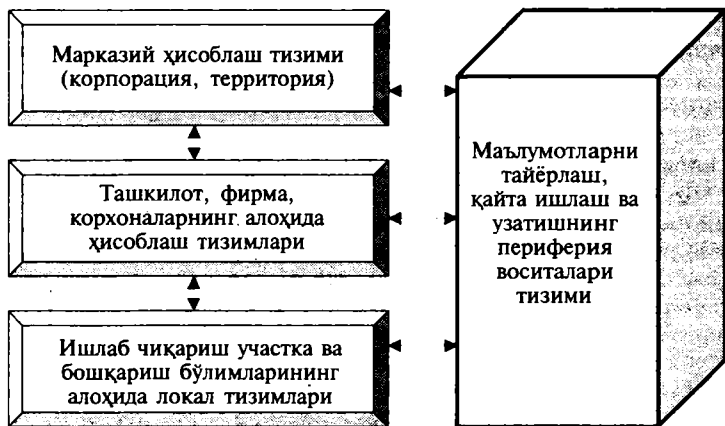 Марказий ҳисоблаш тизими
(корпорация, территория)
Ташкилот, фирма,
корхоналарнинг алоҳида
ҳисоблаш тизимлари
Ишлаб чиқариш участка ва
бошқариш бўлимларининг
алоҳида локал тизимлари
Маълумотларни
тайёрлаш,
қайта ишлаш ва
узатишнинг
периферия
воситалари
тизими